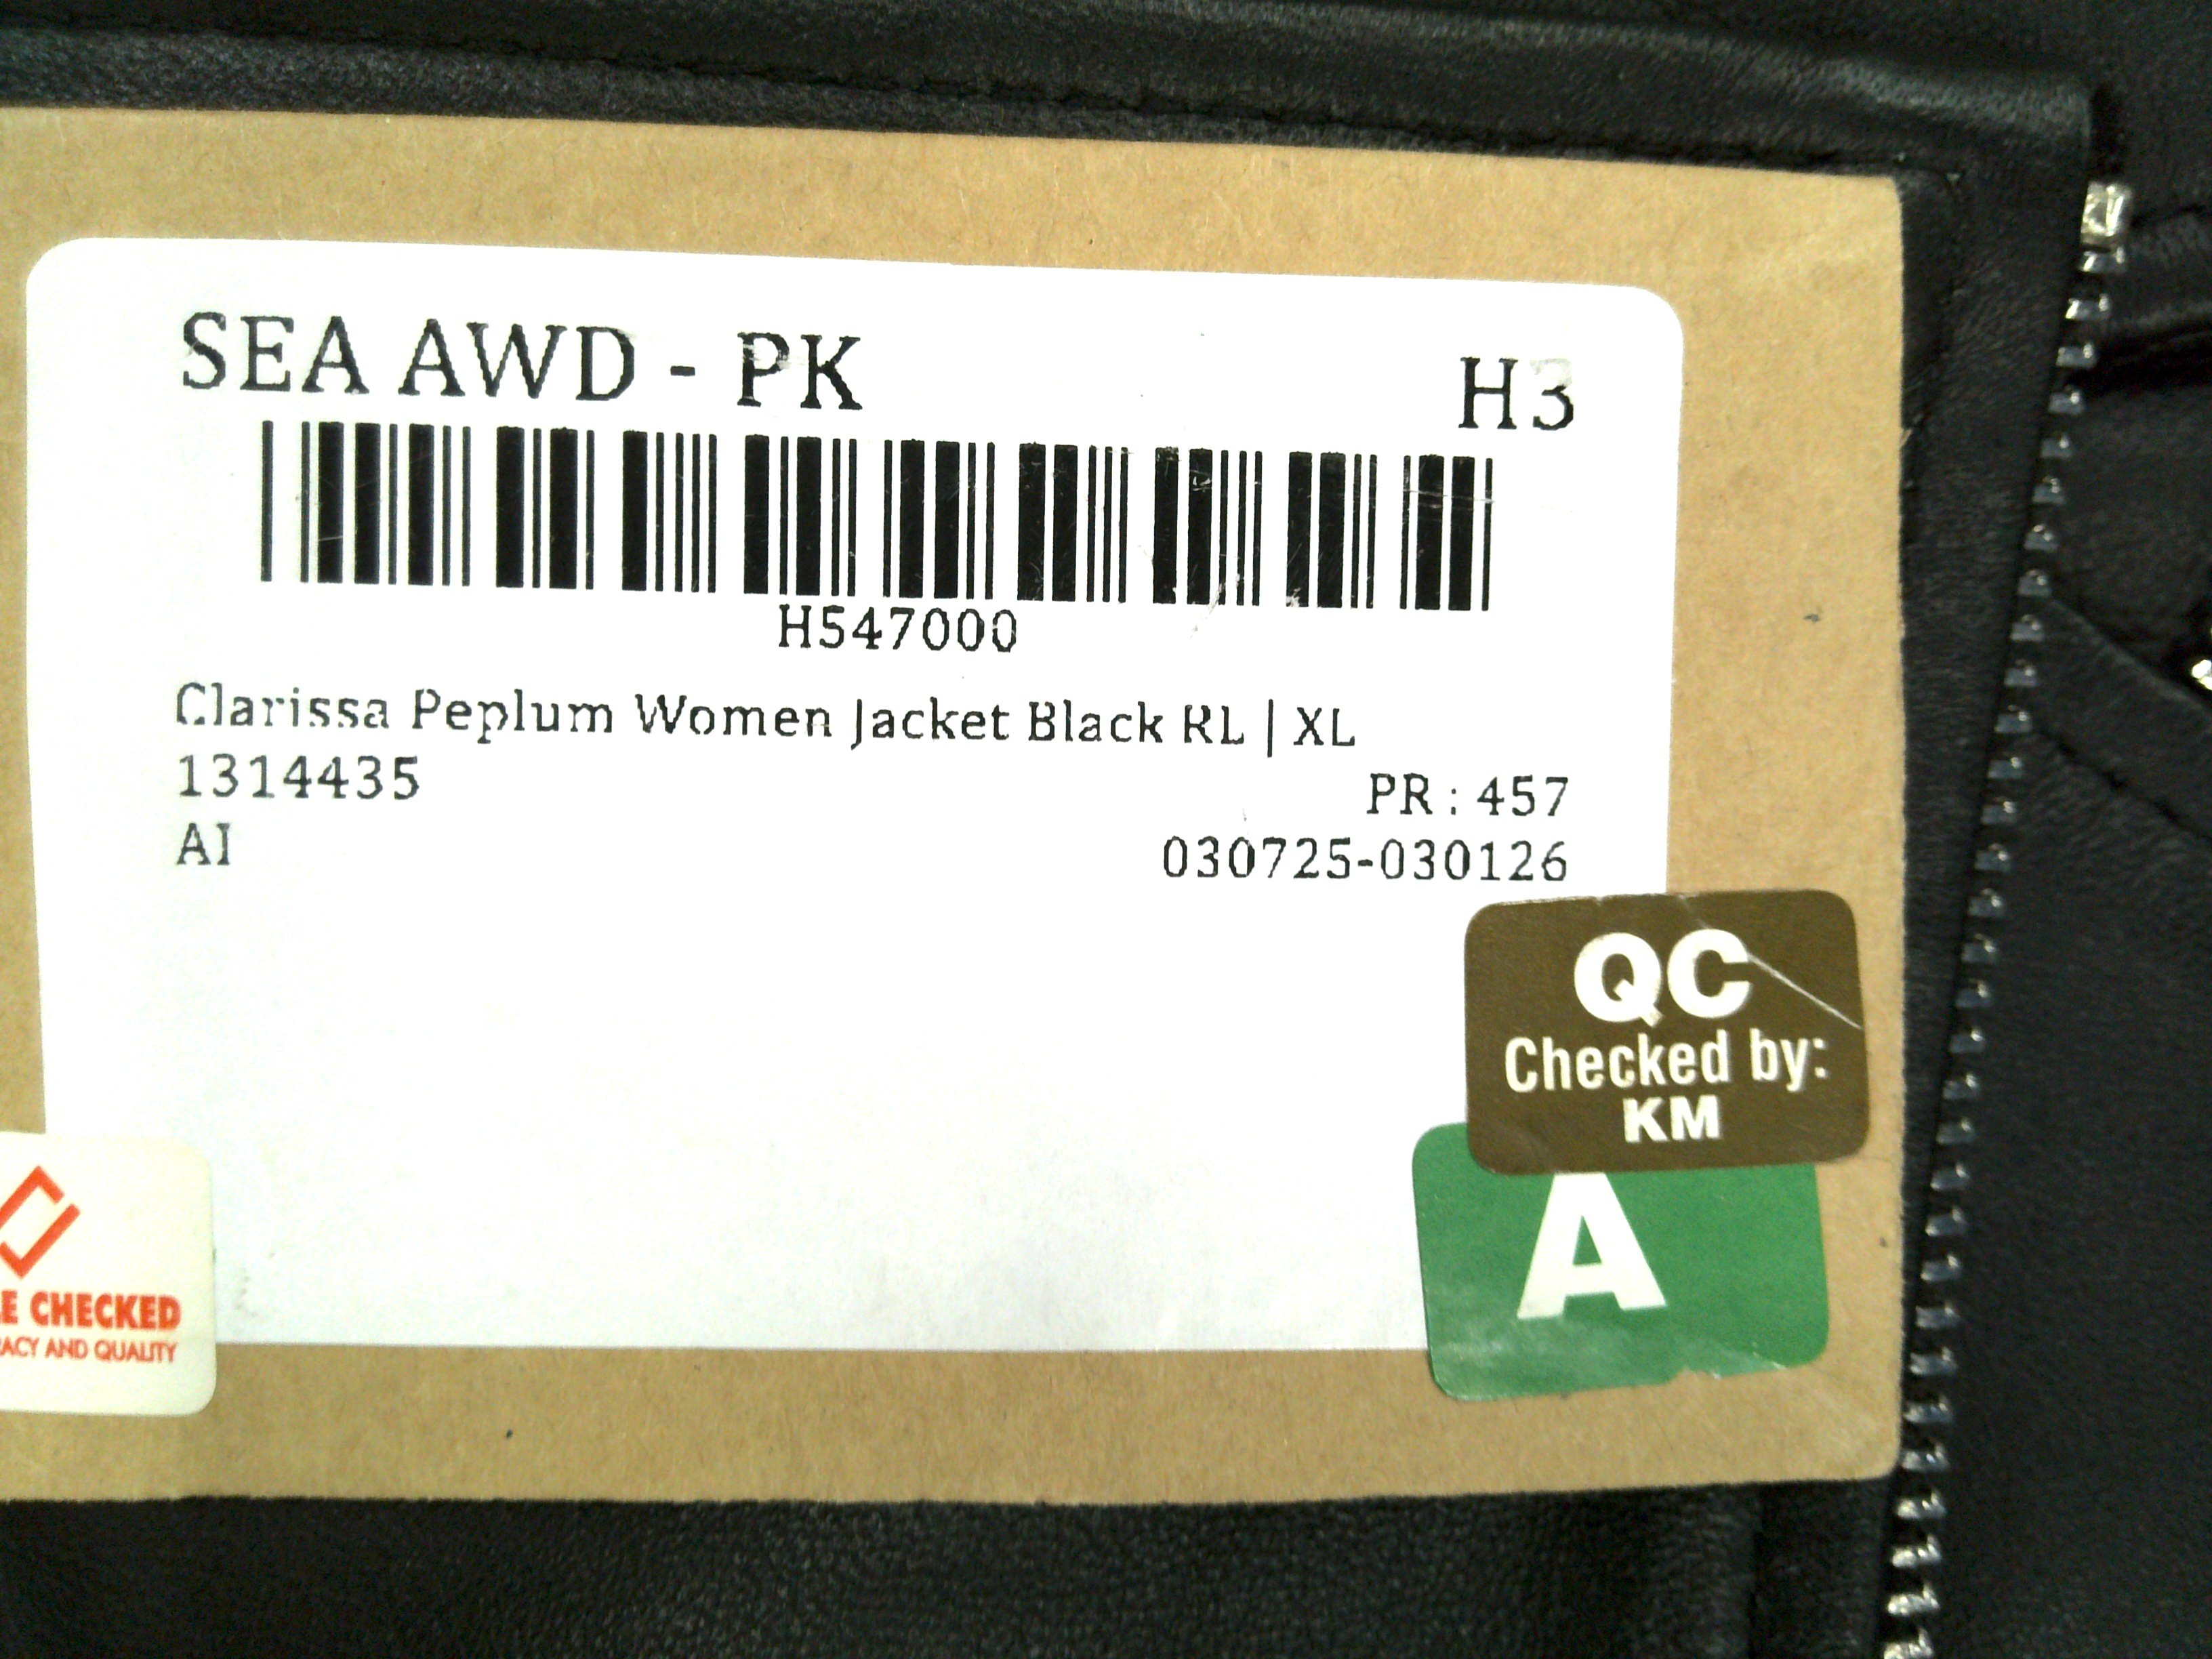 SEA AWD - PK
H3
H547000
Clarissa Peplum Women Jacket Black RL | XL
1314435
PR : 457
AI
030725-030126
QC
Checked by:
KM
A
CHECKED
AND QUALITY